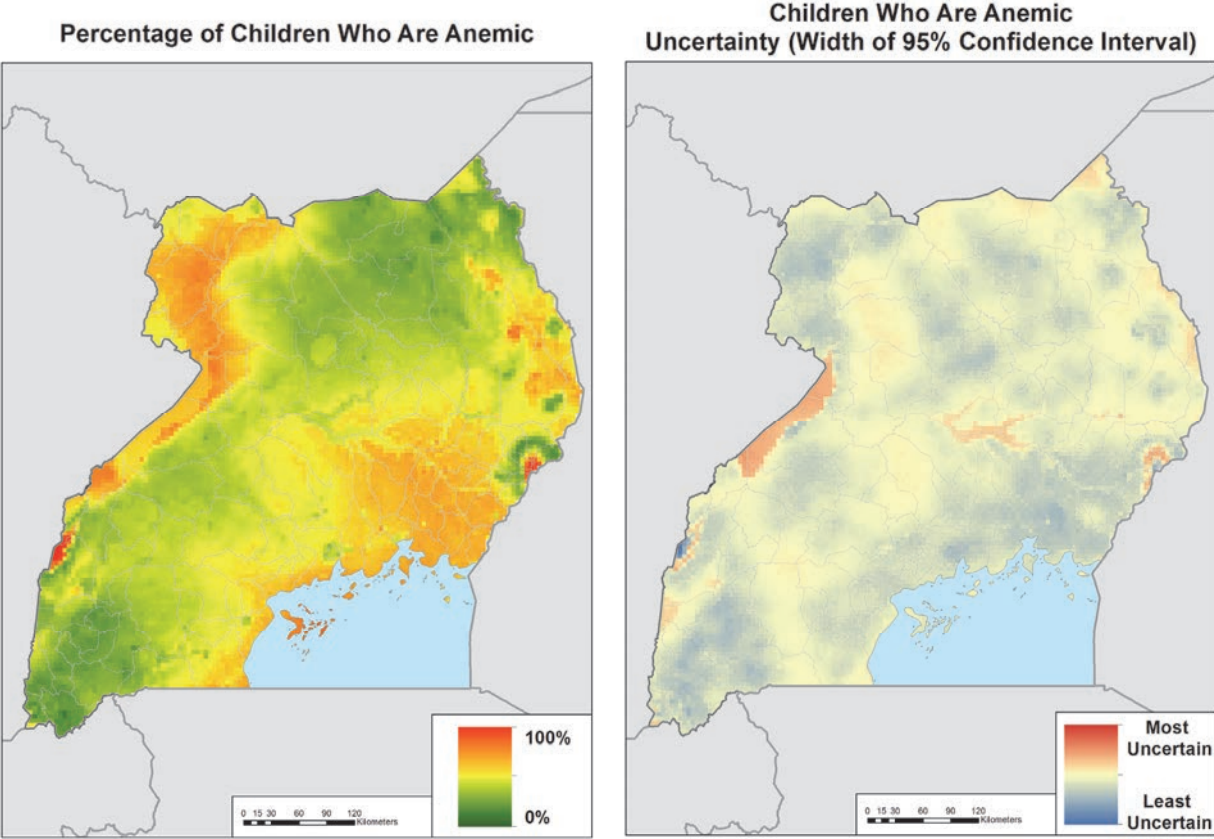 Percentage of Children Who Are Anemic
100%
0%
0 15 30 60 90 120
Kilometers
Children Who Are Anemic
Uncertainty (Width of 95% Confidence Interval)
Most
Uncertain
Least
Uncertain
0 15 30 60 90 120
Kilometers